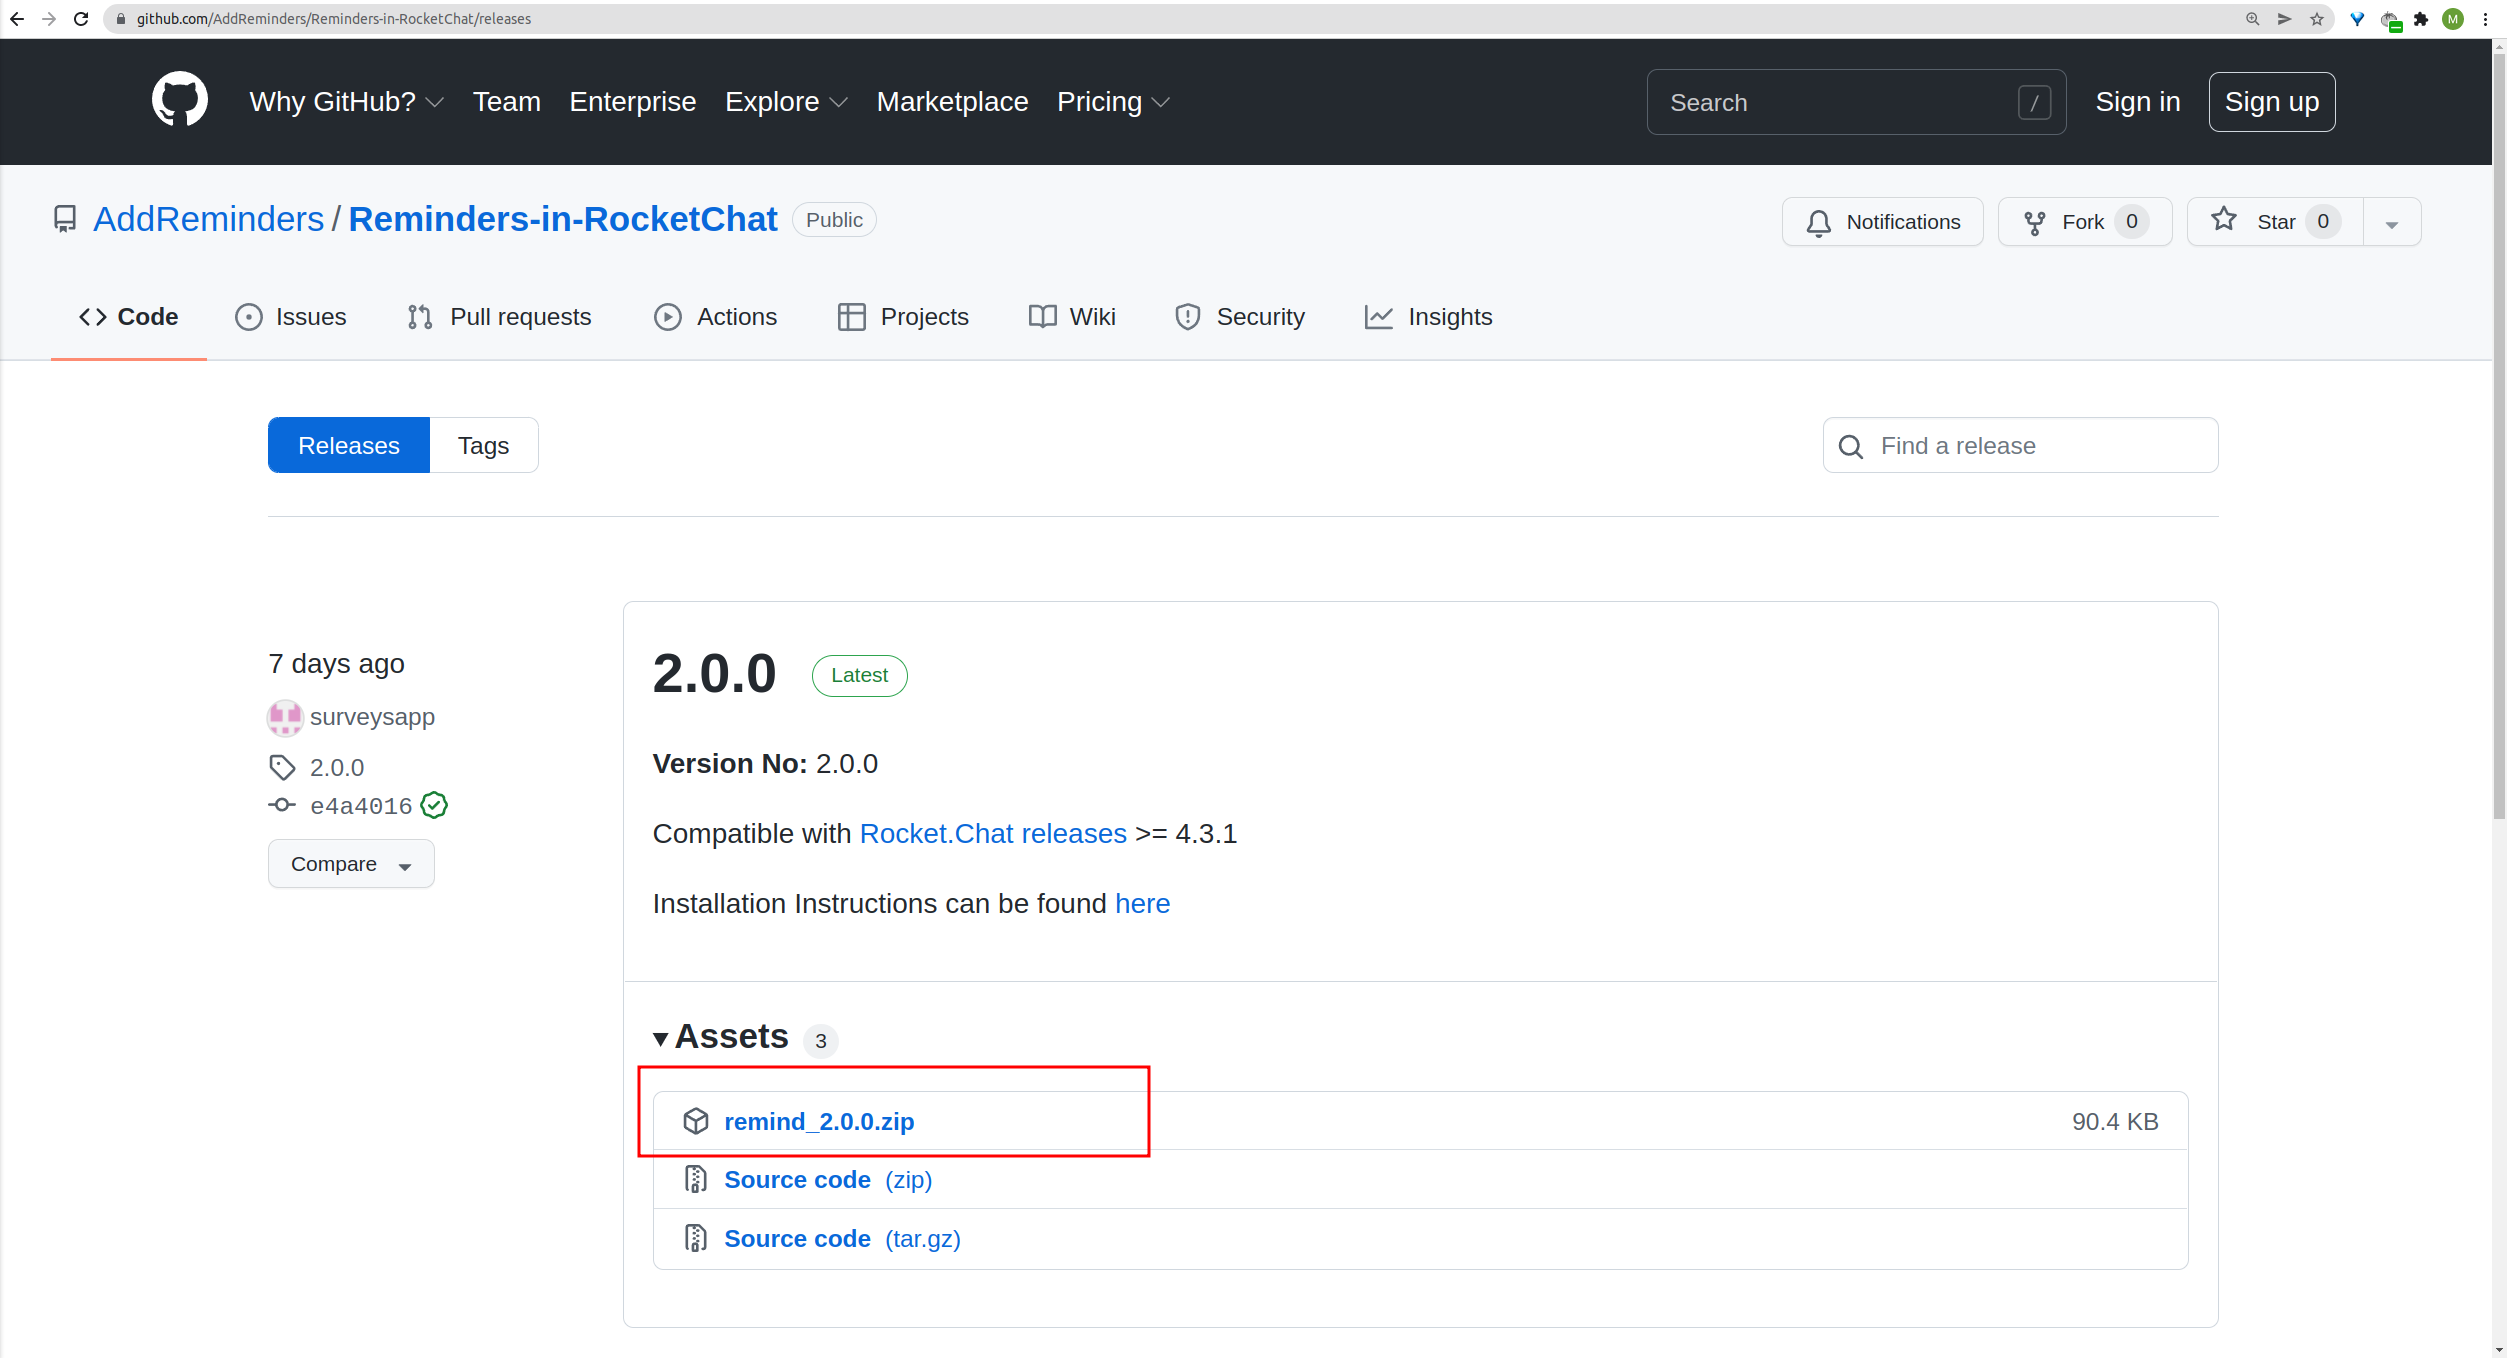 github.com/AddReminders/Reminders-in-RocketChat/releases
M
Why GitHub? Team Enterprise Explore Marketplace Pricing Search / Sign in Sign up
AddReminders / Reminders-in-RocketChat Public Notifications Fork 0 Star 0
Code Issues Pull requests Actions Projects Wiki Security Insights
Releases Tags Find a release
7 days ago
surveysapp
2.0.0
e4a4016
Compare
2.0.0 Latest
Version No: 2.0.0
Compatible with Rocket.Chat releases >= 4.3.1
Installation Instructions can be found here
Assets 3
remind_2.0.0.zip 90.4 KB
Source code (zip)
Source code (tar.gz)